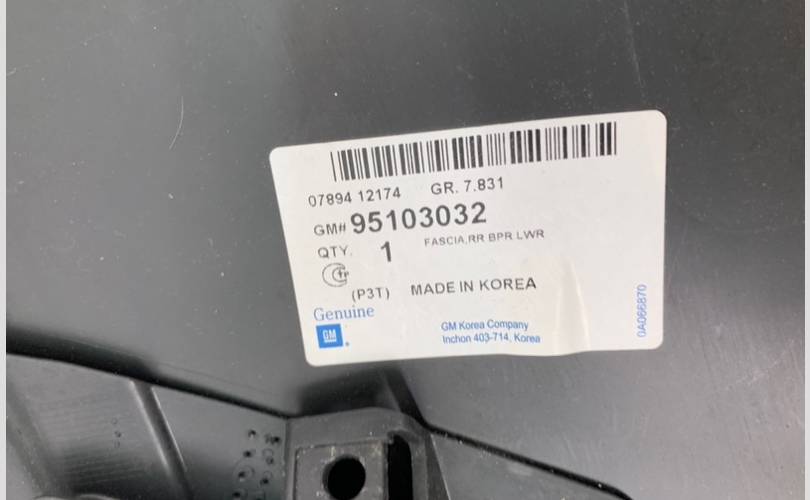 07894 12174 GR. 7.831
GM# 95103032
QTY. 1 FASCIA,RR BPR LWR
(P3T) MADE IN KOREA
Genuine
GM
GM Korea Company
Inchon 403-714, Korea
0A066870